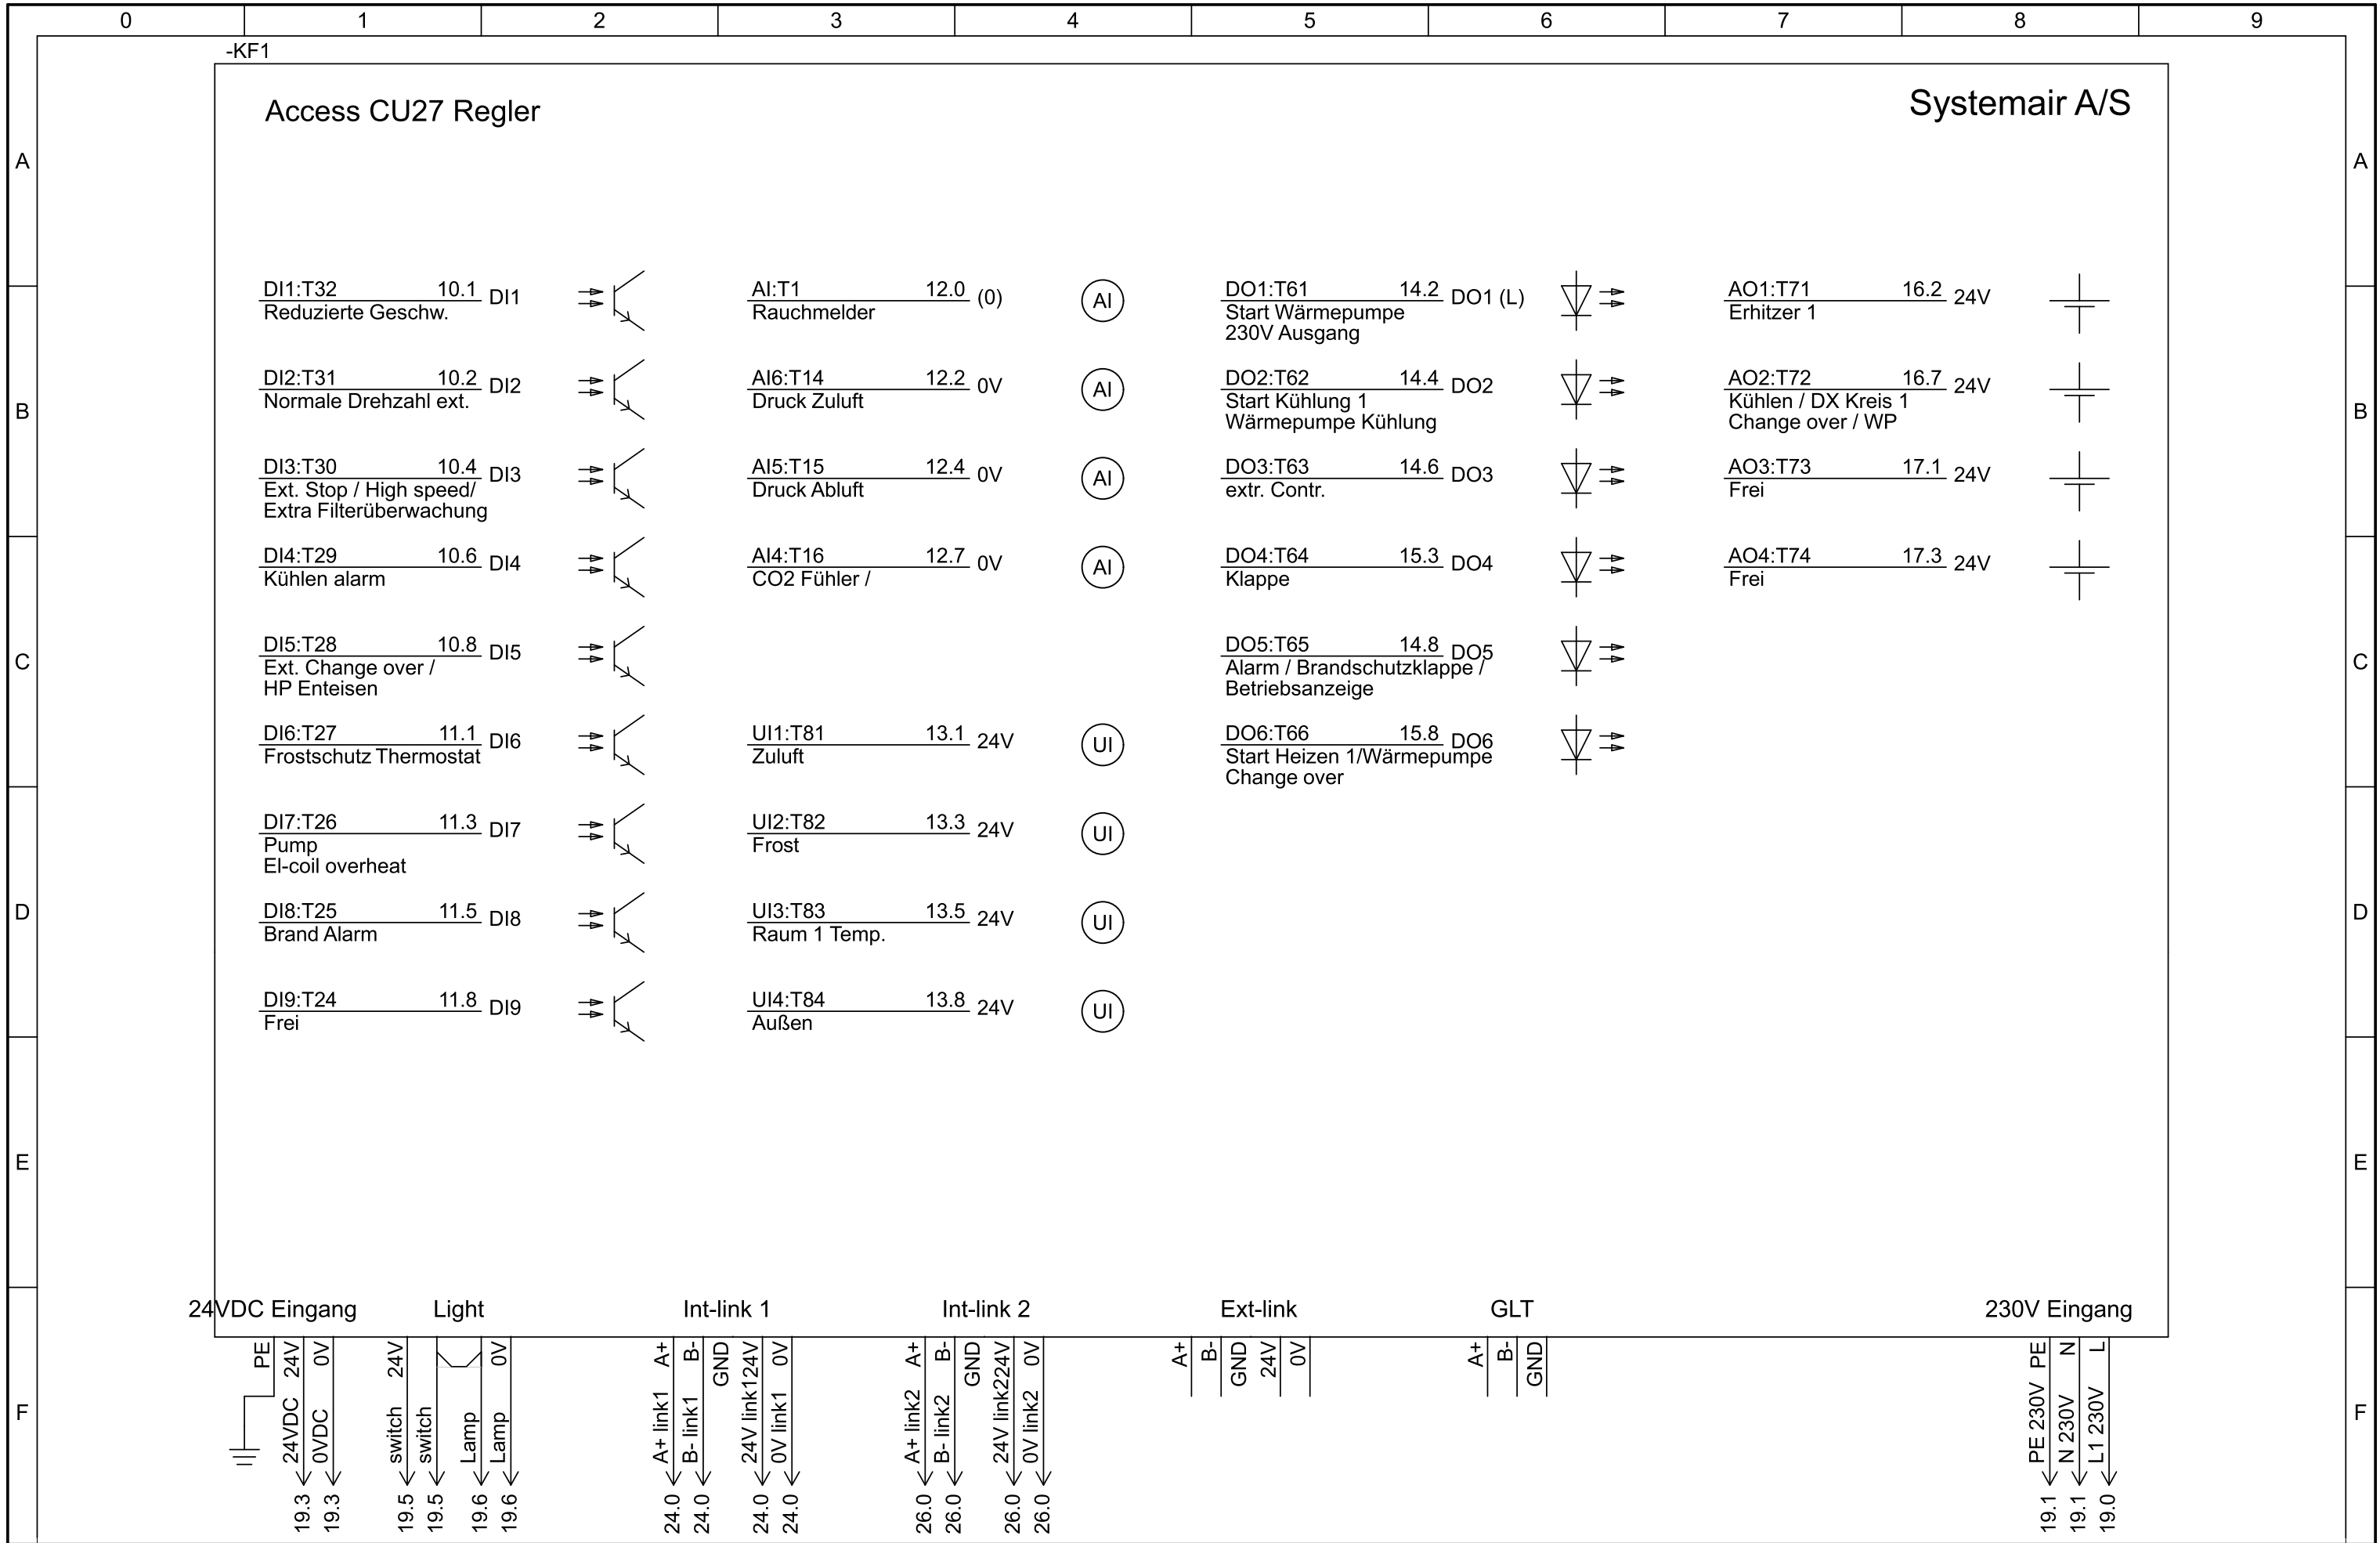 0 1 2 3 4 5 6 7 8 9
-KF1
Access CU27 Regler
Systemair A/S
A
A
B
B
C
C
D
D
E
E
F
F
DI1:T32 10.1 DI1
Reduzierte Geschw.
DI2:T31 10.2 DI2
Normale Drehzahl ext.
DI3:T30 10.4 DI3
Ext. Stop / High speed/
Extra Filterüberwachung
DI4:T29 10.6 DI4
Kühlen alarm
DI5:T28 10.8 DI5
Ext. Change over /
HP Enteisen
DI6:T27 11.1 DI6
Frostschutz Thermostat
DI7:T26 11.3 DI7
Pump
El-coil overheat
DI8:T25 11.5 DI8
Brand Alarm
DI9:T24 11.8 DI9
Frei
AI:T1 12.0 (0) AI
Rauchmelder
AI6:T14 12.2 0V AI
Druck Zuluft
AI5:T15 12.4 0V AI
Druck Abluft
AI4:T16 12.7 0V AI
CO2 Fühler /
UI1:T81 13.1 24V UI
Zuluft
UI2:T82 13.3 24V UI
Frost
UI3:T83 13.5 24V UI
Raum 1 Temp.
UI4:T84 13.8 24V UI
Außen
DO1:T61 14.2 DO1 (L)
Start Wärmepumpe
230V Ausgang
DO2:T62 14.4 DO2
Start Kühlung 1
Wärmepumpe Kühlung
DO3:T63 14.6 DO3
extr. Contr.
DO4:T64 15.3 DO4
Klappe
DO5:T65 14.8 DO5
Alarm / Brandschutzklappe /
Betriebsanzeige
DO6:T66 15.8 DO6
Start Heizen 1/Wärmepumpe
Change over
AO1:T71 16.2 24V
Erhitzer 1
AO2:T72 16.7 24V
Kühlen / DX Kreis 1
Change over / WP
AO3:T73 17.1 24V
Frei
AO4:T74 17.3 24V
Frei
24VDC Eingang
PE
24V 24VDC 19.3
0V 0VDC 19.3
Light
24V switch 19.5
switch 19.5
Lamp 19.6
0V Lamp 19.6
Int-link 1
A+ A+ link1 24.0
B- B- link1 24.0
GND
24V 24V link1 24.0
0V 0V link1 24.0
Int-link 2
A+ A+ link2 26.0
B- B- link2 26.0
GND
24V 24V link2 26.0
0V 0V link2 26.0
Ext-link
A+
B-
GND
24V
0V
GLT
A+
B-
GND
230V Eingang
PE PE 230V 19.1
N N 230V 19.1
L L1 230V 19.0